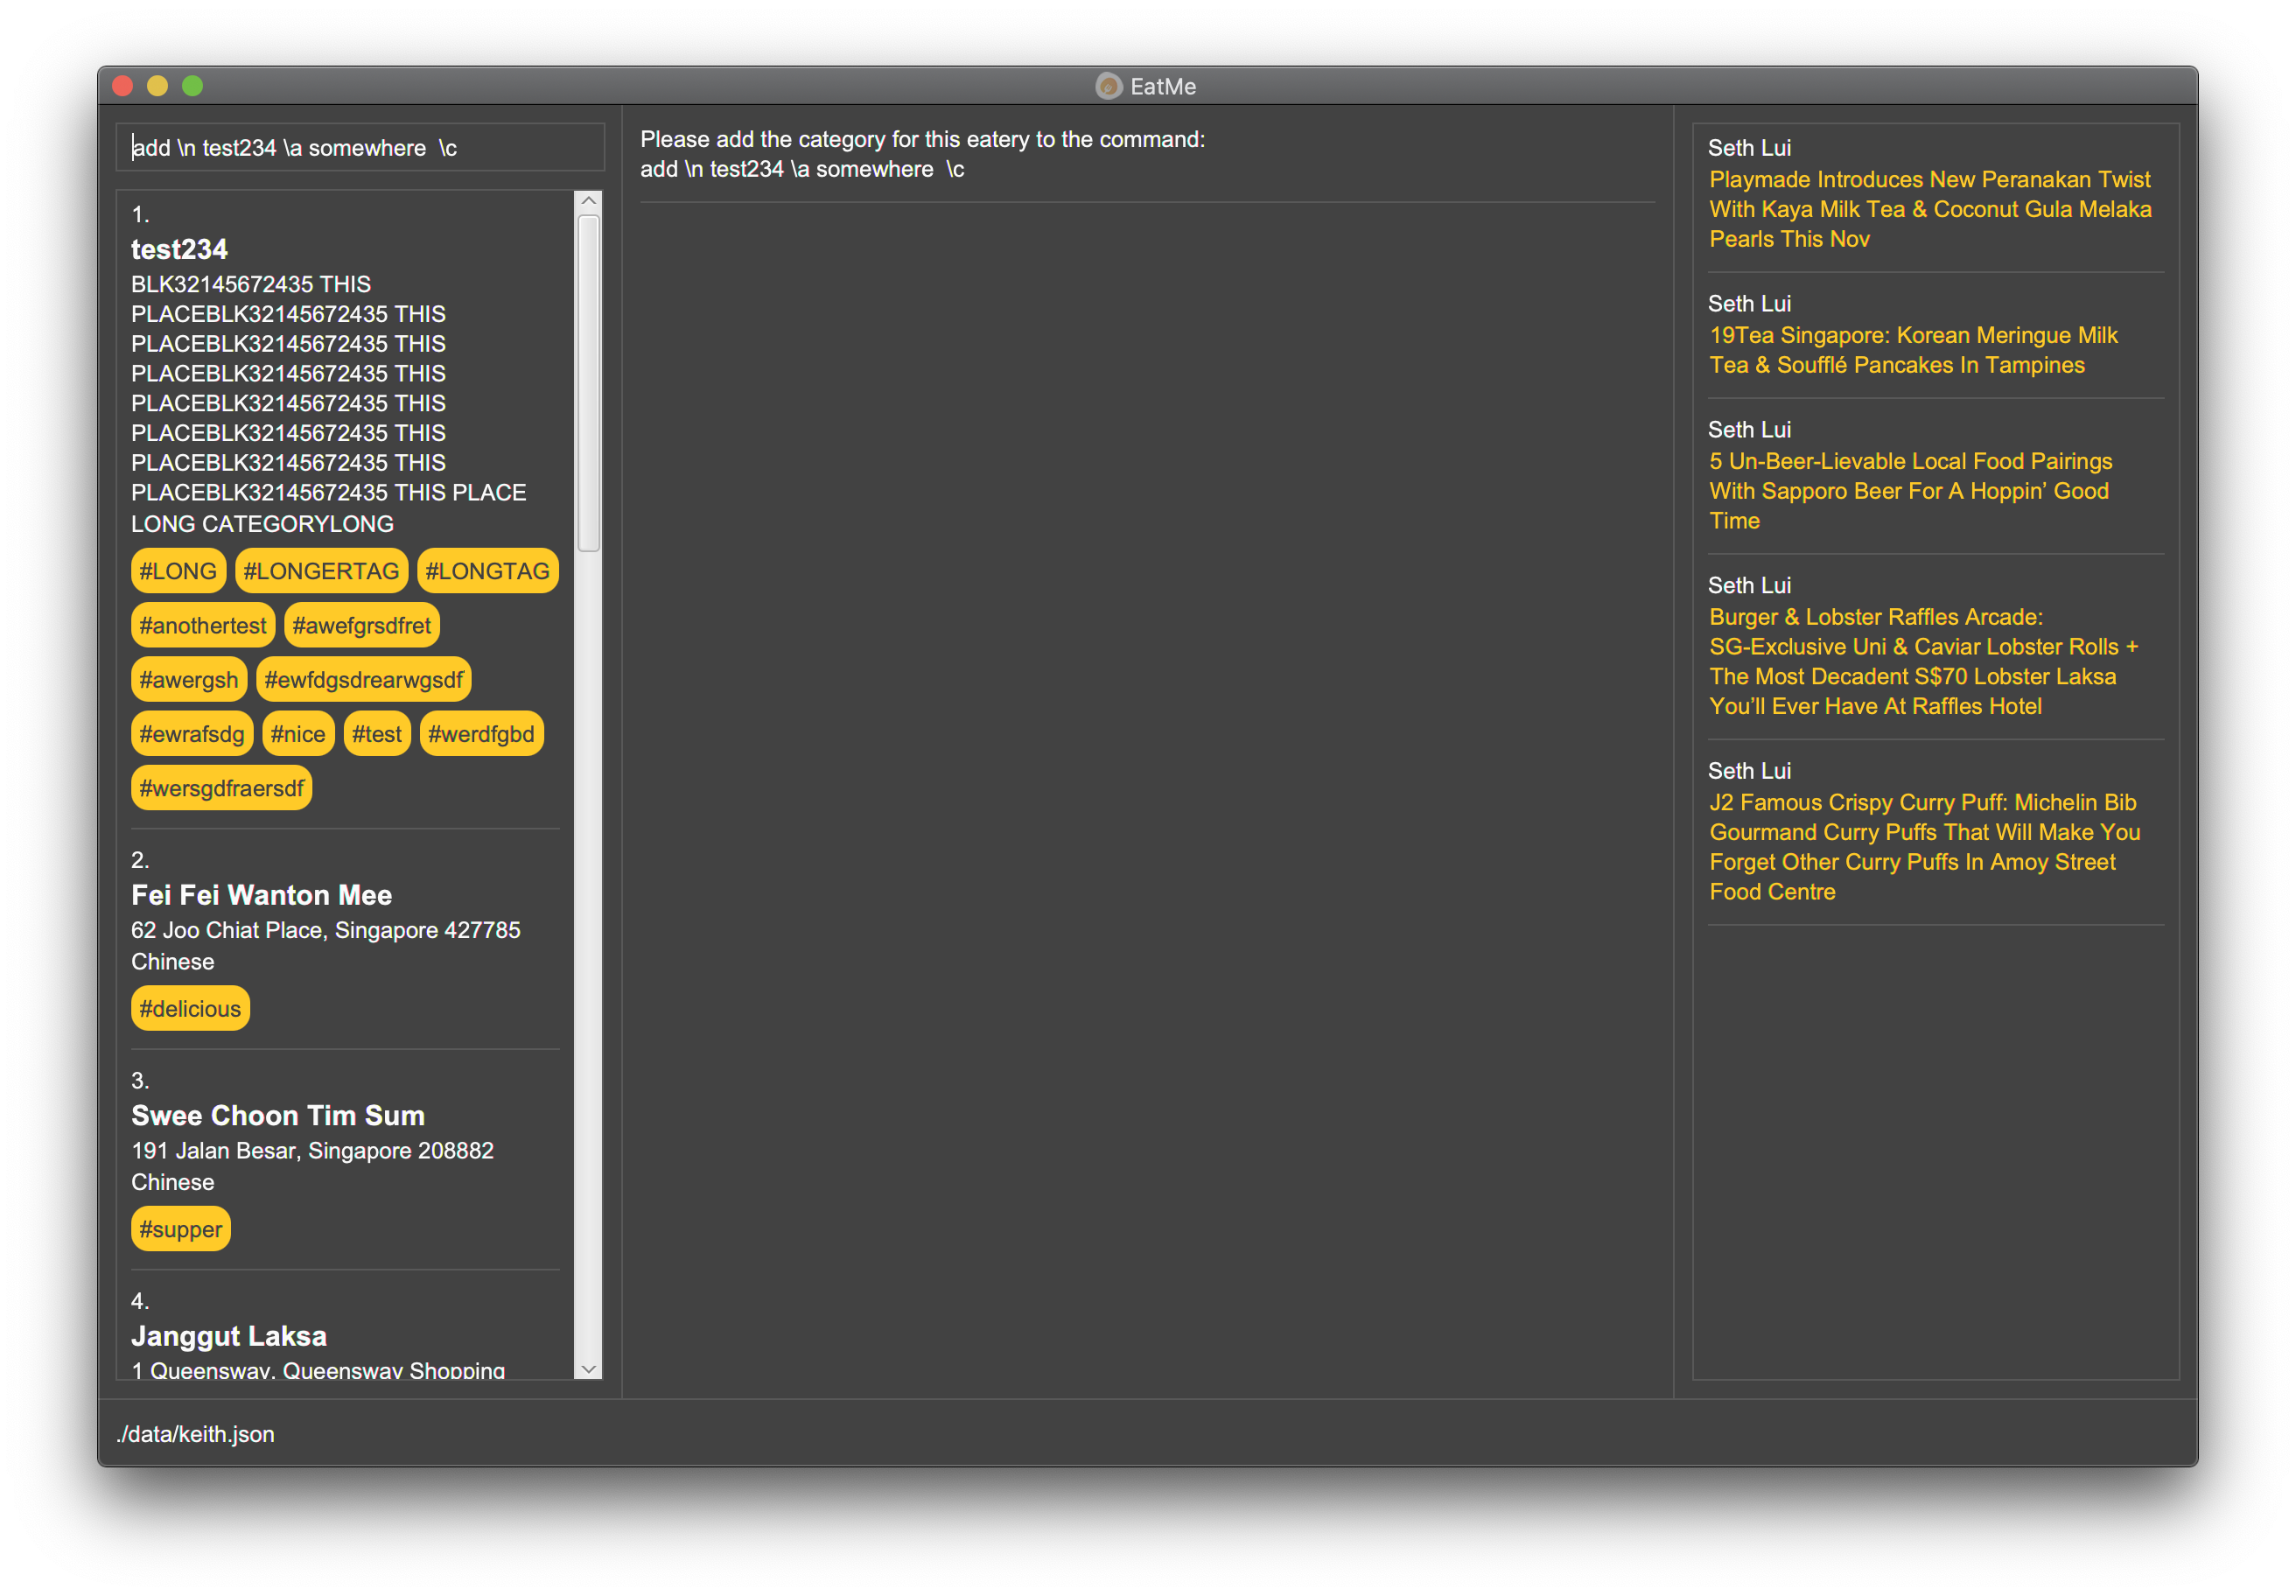 EatMe
add \n test234 \a somewhere  \c
1.
test234
BLK32145672435 THIS
PLACEBLK32145672435 THIS
PLACEBLK32145672435 THIS
PLACEBLK32145672435 THIS
PLACEBLK32145672435 THIS
PLACEBLK32145672435 THIS
PLACEBLK32145672435 THIS
PLACEBLK32145672435 THIS PLACE
LONG CATEGORYLONG
#LONG #LONGERTAG #LONGTAG
#anothertest #awefgrsdfret
#awergsh #ewfdgsdrearwgsdf
#ewrafsdg #nice #test #werdfgbd
#wersgdfraersdf
2.
Fei Fei Wanton Mee
62 Joo Chiat Place, Singapore 427785
Chinese
#delicious
3.
Swee Choon Tim Sum
191 Jalan Besar, Singapore 208882
Chinese
#supper
4.
Janggut Laksa
1 Queensway, Queensway Shopping
Please add the category for this eatery to the command:
add \n test234 \a somewhere  \c
Seth Lui
Playmade Introduces New Peranakan Twist
With Kaya Milk Tea & Coconut Gula Melaka
Pearls This Nov
Seth Lui
19Tea Singapore: Korean Meringue Milk
Tea & Soufflé Pancakes In Tampines
Seth Lui
5 Un-Beer-Lievable Local Food Pairings
With Sapporo Beer For A Hoppin’ Good
Time
Seth Lui
Burger & Lobster Raffles Arcade:
SG-Exclusive Uni & Caviar Lobster Rolls +
The Most Decadent S$70 Lobster Laksa
You’ll Ever Have At Raffles Hotel
Seth Lui
J2 Famous Crispy Curry Puff: Michelin Bib
Gourmand Curry Puffs That Will Make You
Forget Other Curry Puffs In Amoy Street
Food Centre
./data/keith.json